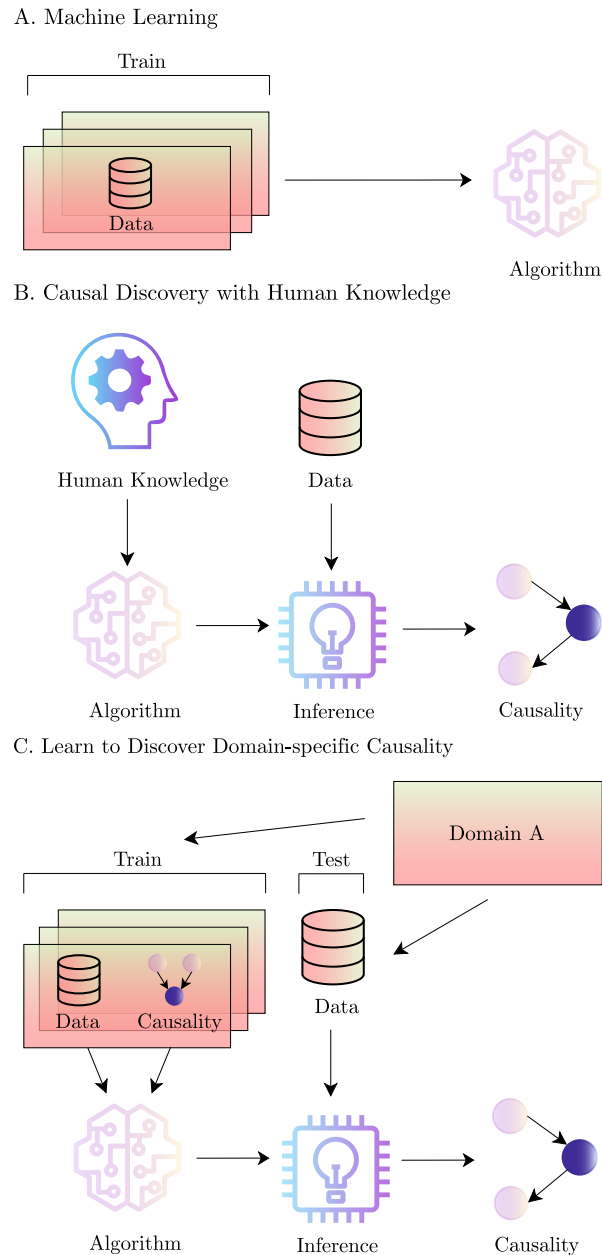 A. Machine Learning
Train
Data
Algorithm
B. Causal Discovery with Human Knowledge
Human Knowledge
Data
Algorithm
Inference
Causality
C. Learn to Discover Domain-specific Causality
Domain A
Train
Test
Data
Causality
Data
Algorithm
Inference
Causality